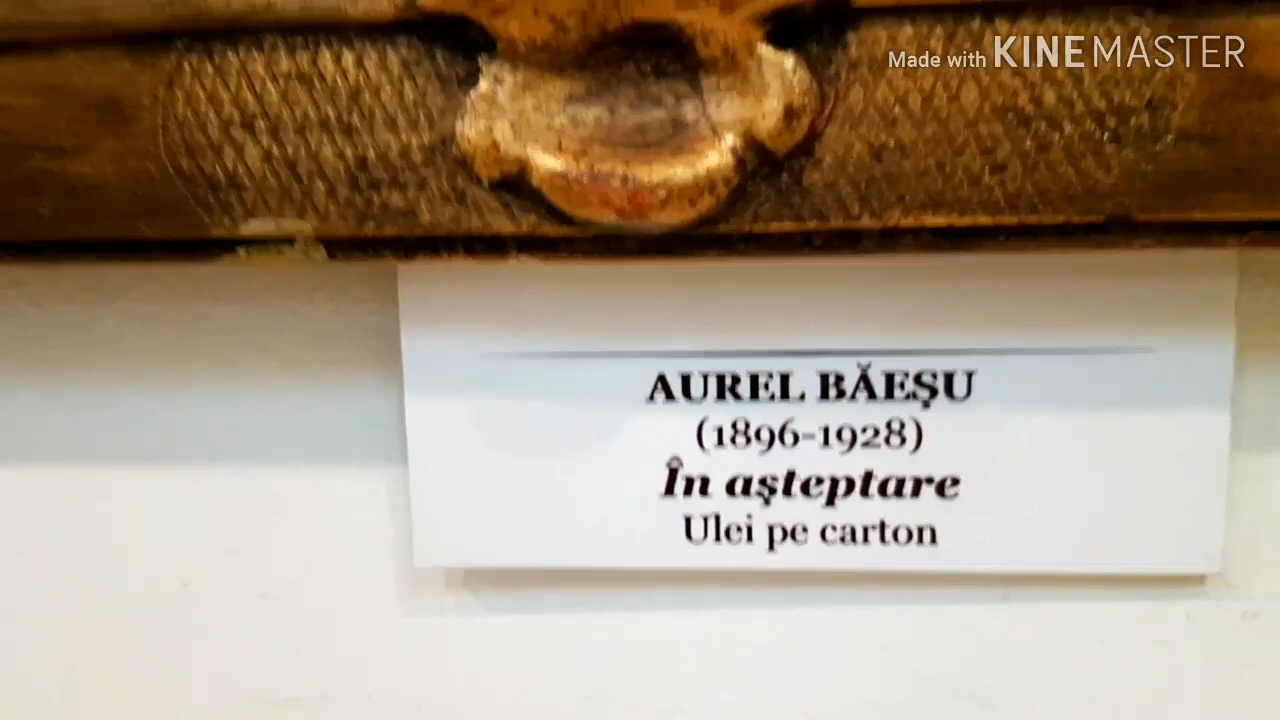 Made with KINEMASTER
AUREL BĂEŞU
(1896-1928)
În aşteptare
Ulei pe carton